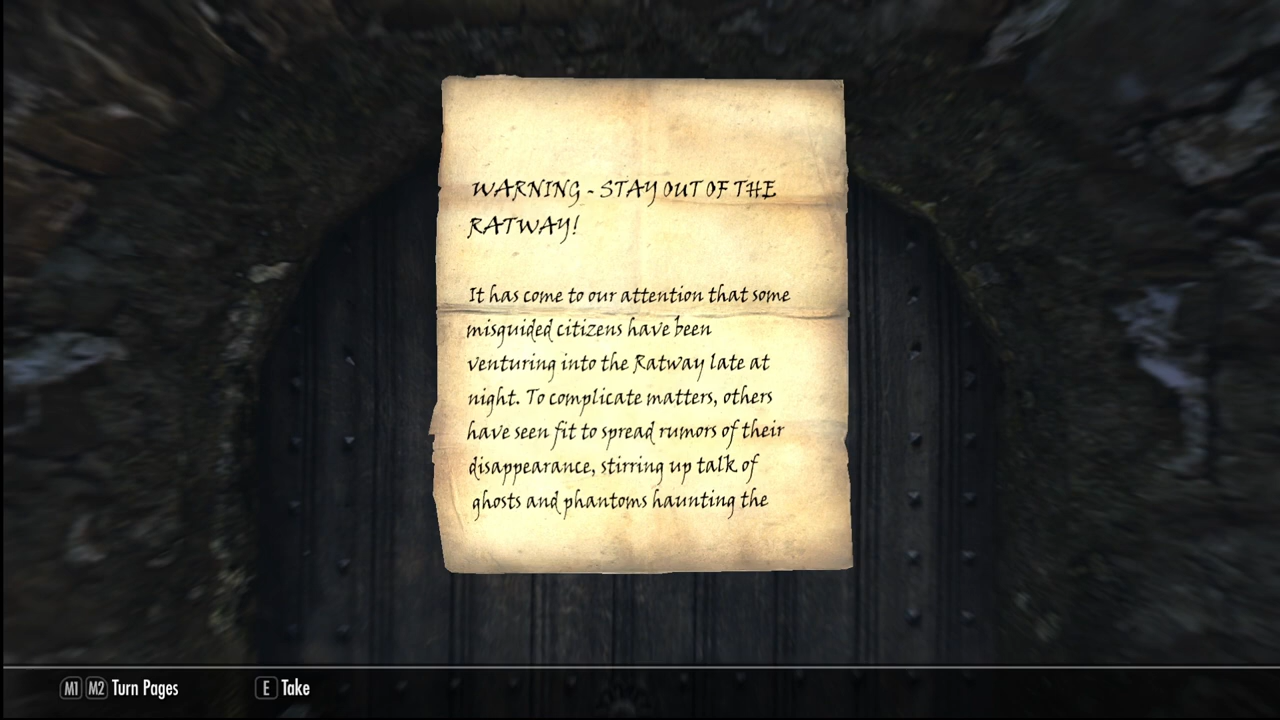 WARNING - STAY OUT OF THE
RATWAY!
It has come to our attention that some
misguided citizens have been
venturing into the Ratway late at
night. To complicate matters, others
have seen fit to spread rumors of their
disappearance, stirring up talk of
ghosts and phantoms haunting the
M1 M2 Turn Pages E Take